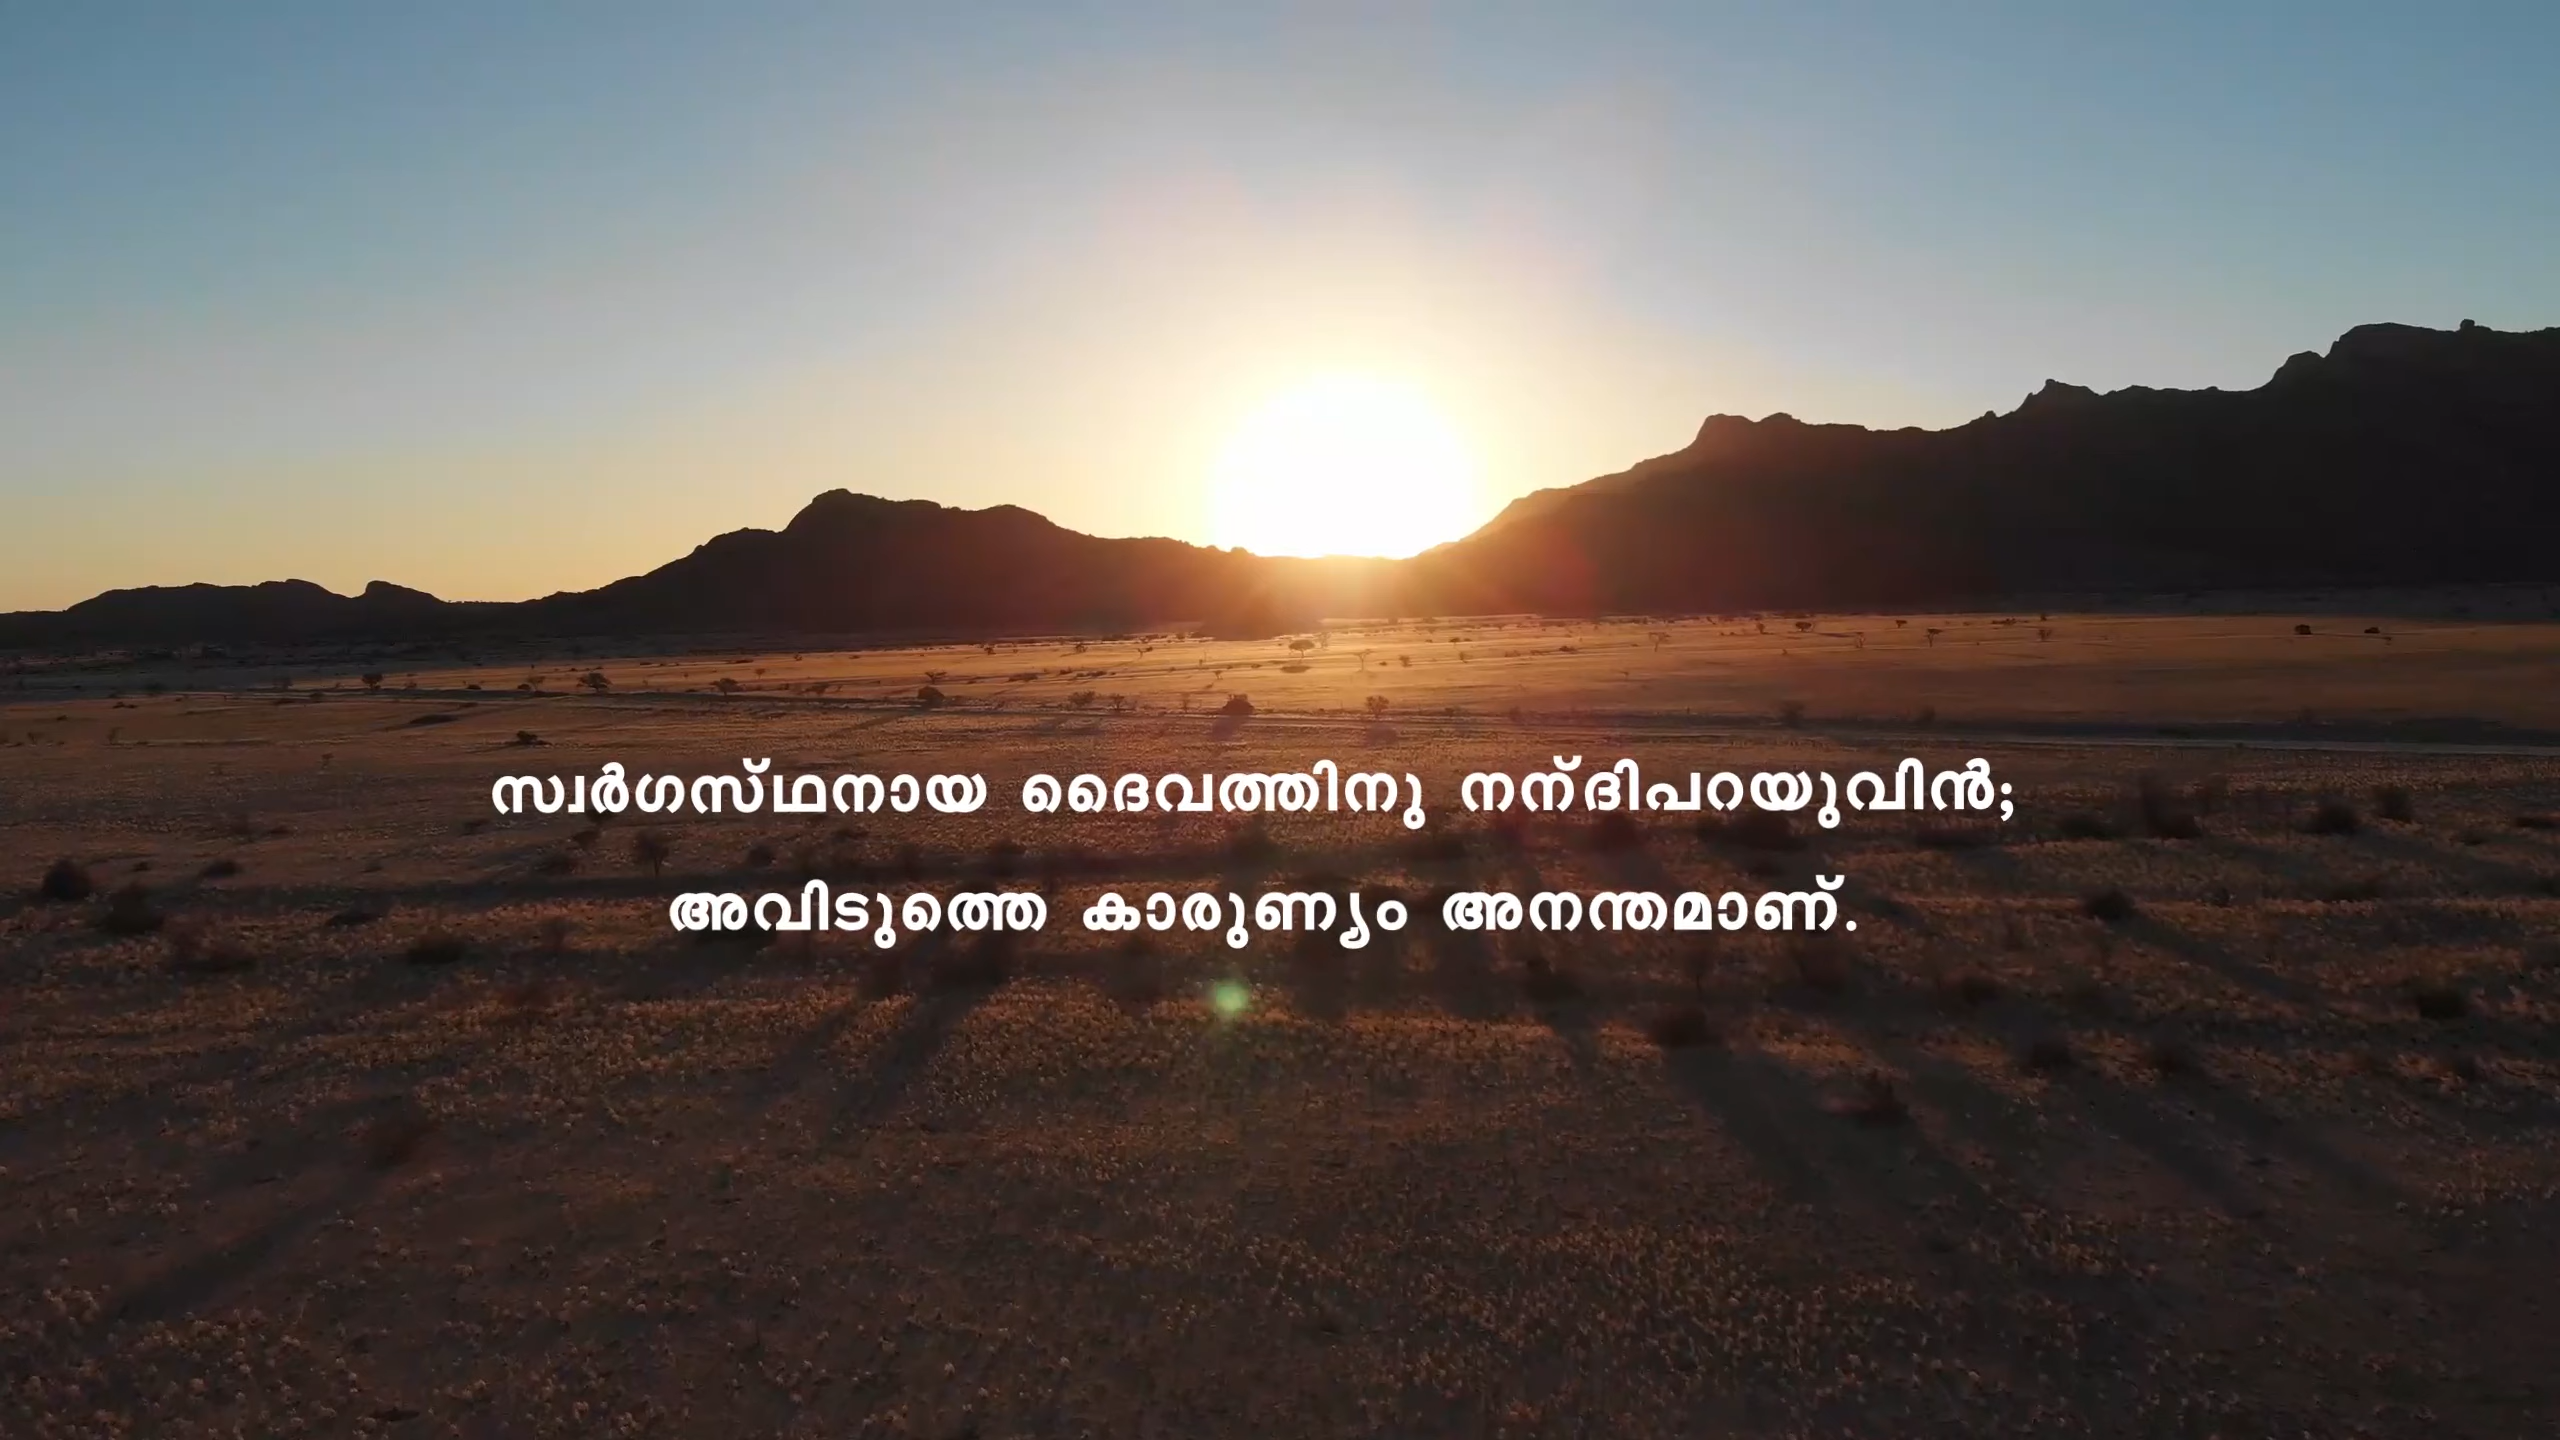 സ്വർഗസ്ഥനായ ദൈവത്തിനു നന്ദിപറയുവിൻ;
അവിടുത്തെ കാരുണ്യം അനന്തമാണ്.